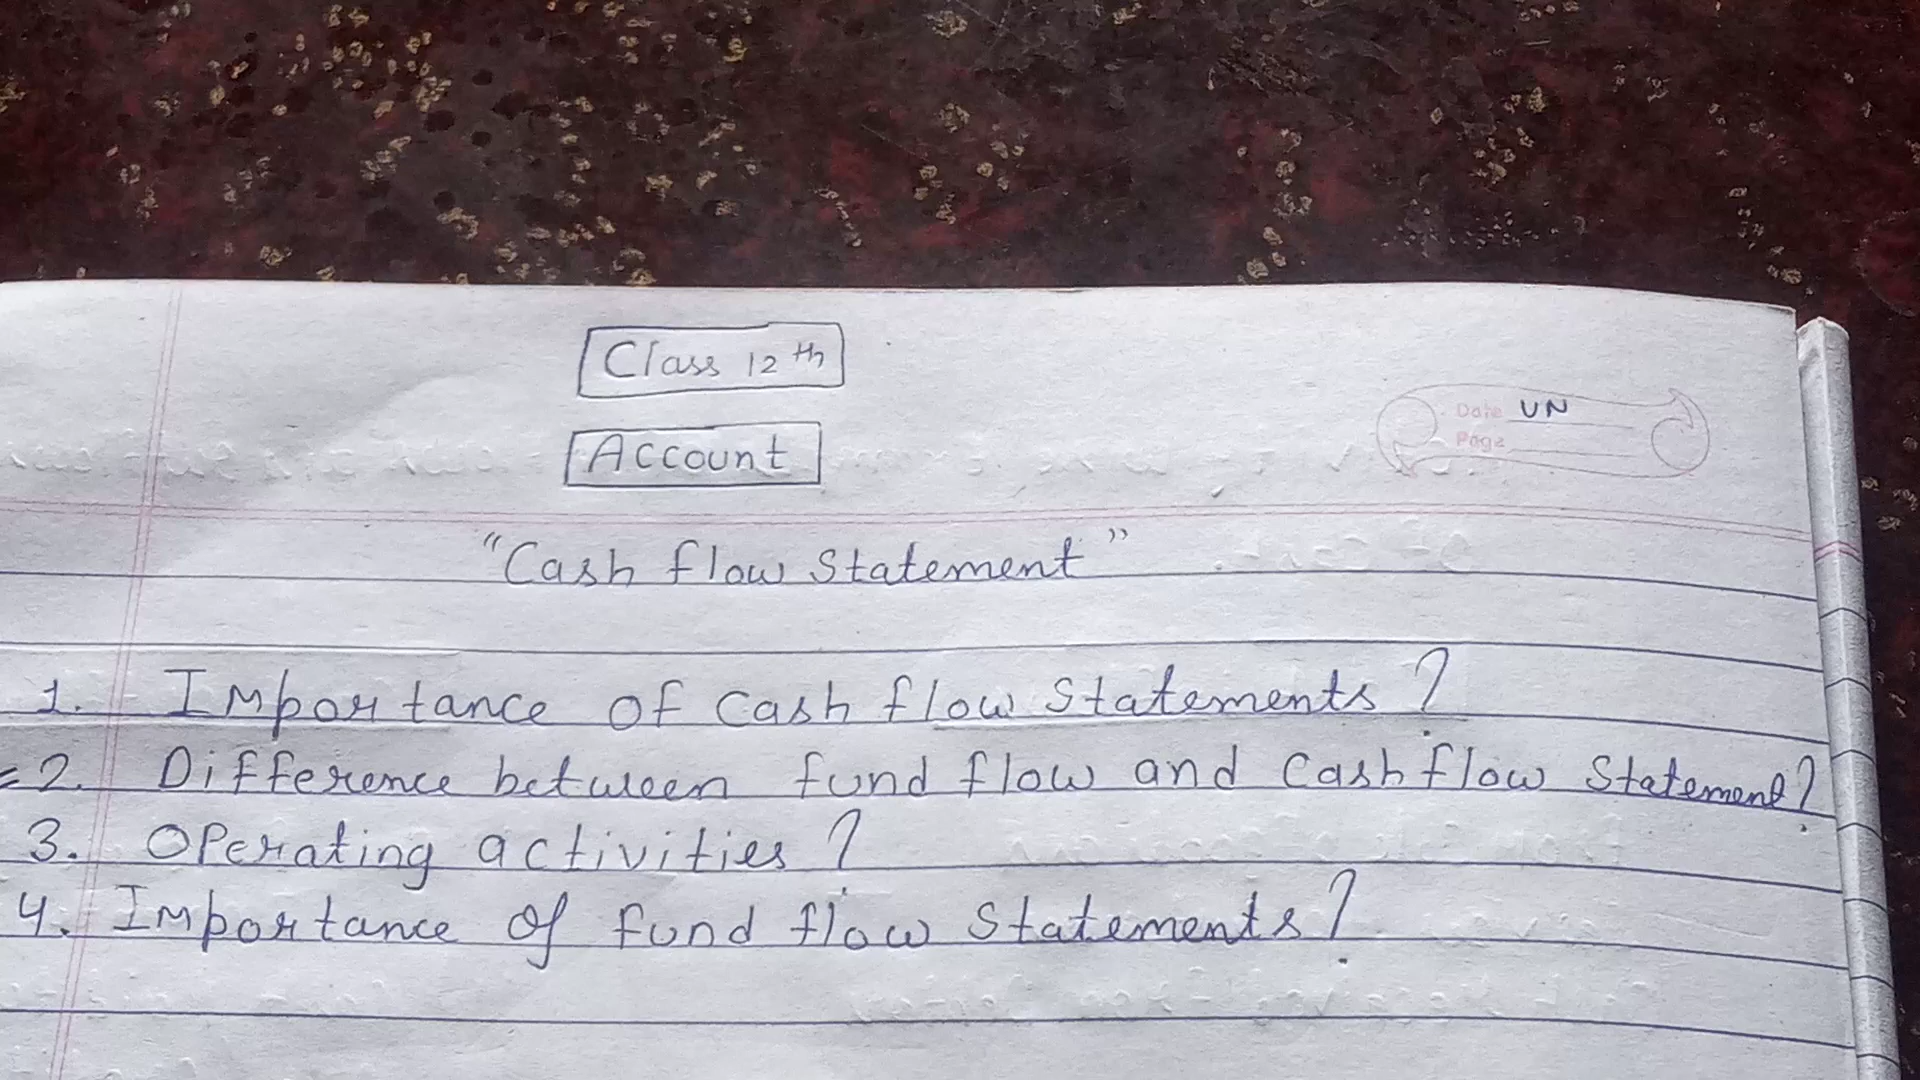 Class 12th
Date UN
Page
Account
"Cash flow Statement"
1. Importance of Cash flow Statements?
2. Difference between fund flow and Cash flow Statement?
3. Operating activities?
4. Importance of fund flow Statements?